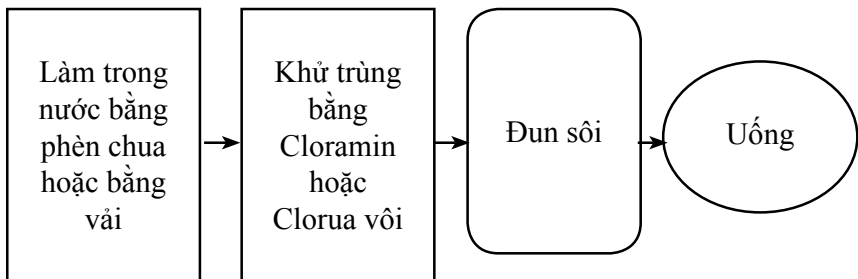 Làm trong
nước bằng
phèn chua
hoặc bằng
vải
Khử trùng
bằng
Cloramin
hoặc
Clorua vôi
Đun sôi
Uống